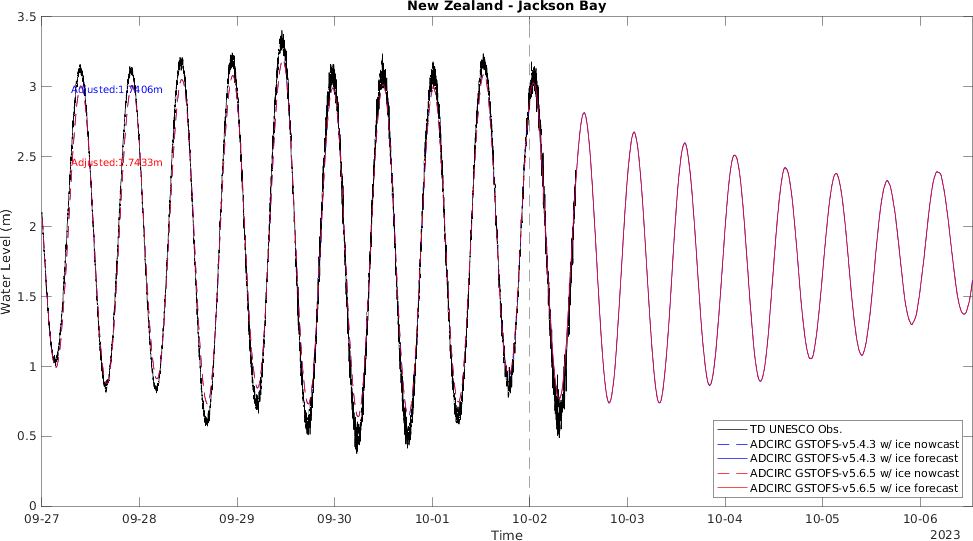 New Zealand - Jackson Bay
3.5
3
2.5
2
1.5
1
0.5
0
Water Level (m)
Adjusted:1.7406m
Adjusted:1.7433m
TD UNESCO Obs.
ADCIRC GSTOFS-v5.4.3 w/ ice nowcast
ADCIRC GSTOFS-v5.4.3 w/ ice forecast
ADCIRC GSTOFS-v5.6.5 w/ ice nowcast
ADCIRC GSTOFS-v5.6.5 w/ ice forecast
09-27 09-28 09-29 09-30 10-01 10-02 10-03 10-04 10-05 10-06
Time
2023